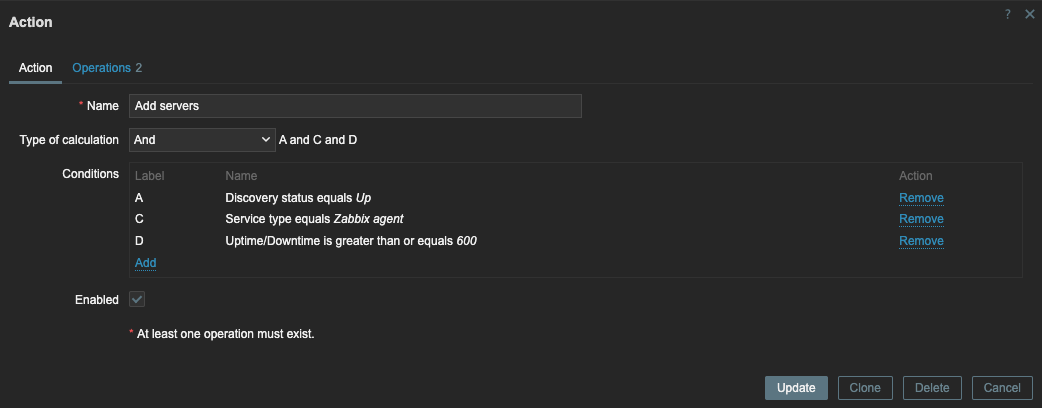 Action ? ×
Action Operations 2
* Name Add servers
Type of calculation And A and C and D
Conditions Label Name Action
A Discovery status equals Up Remove
C Service type equals Zabbix agent Remove
D Uptime/Downtime is greater than or equals 600 Remove
Add
Enabled
* At least one operation must exist.
Update Clone Delete Cancel